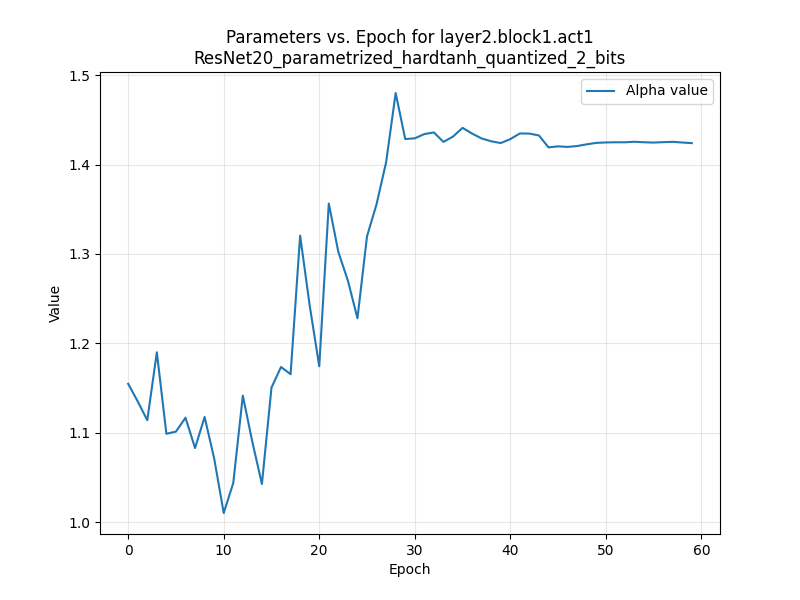 Parameters vs. Epoch for layer2.block1.act1
ResNet20_parametrized_hardtanh_quantized_2_bits
Alpha value
1.5
1.4
1.3
1.2
1.1
1.0
Value
0 10 20 30 40 50 60
Epoch